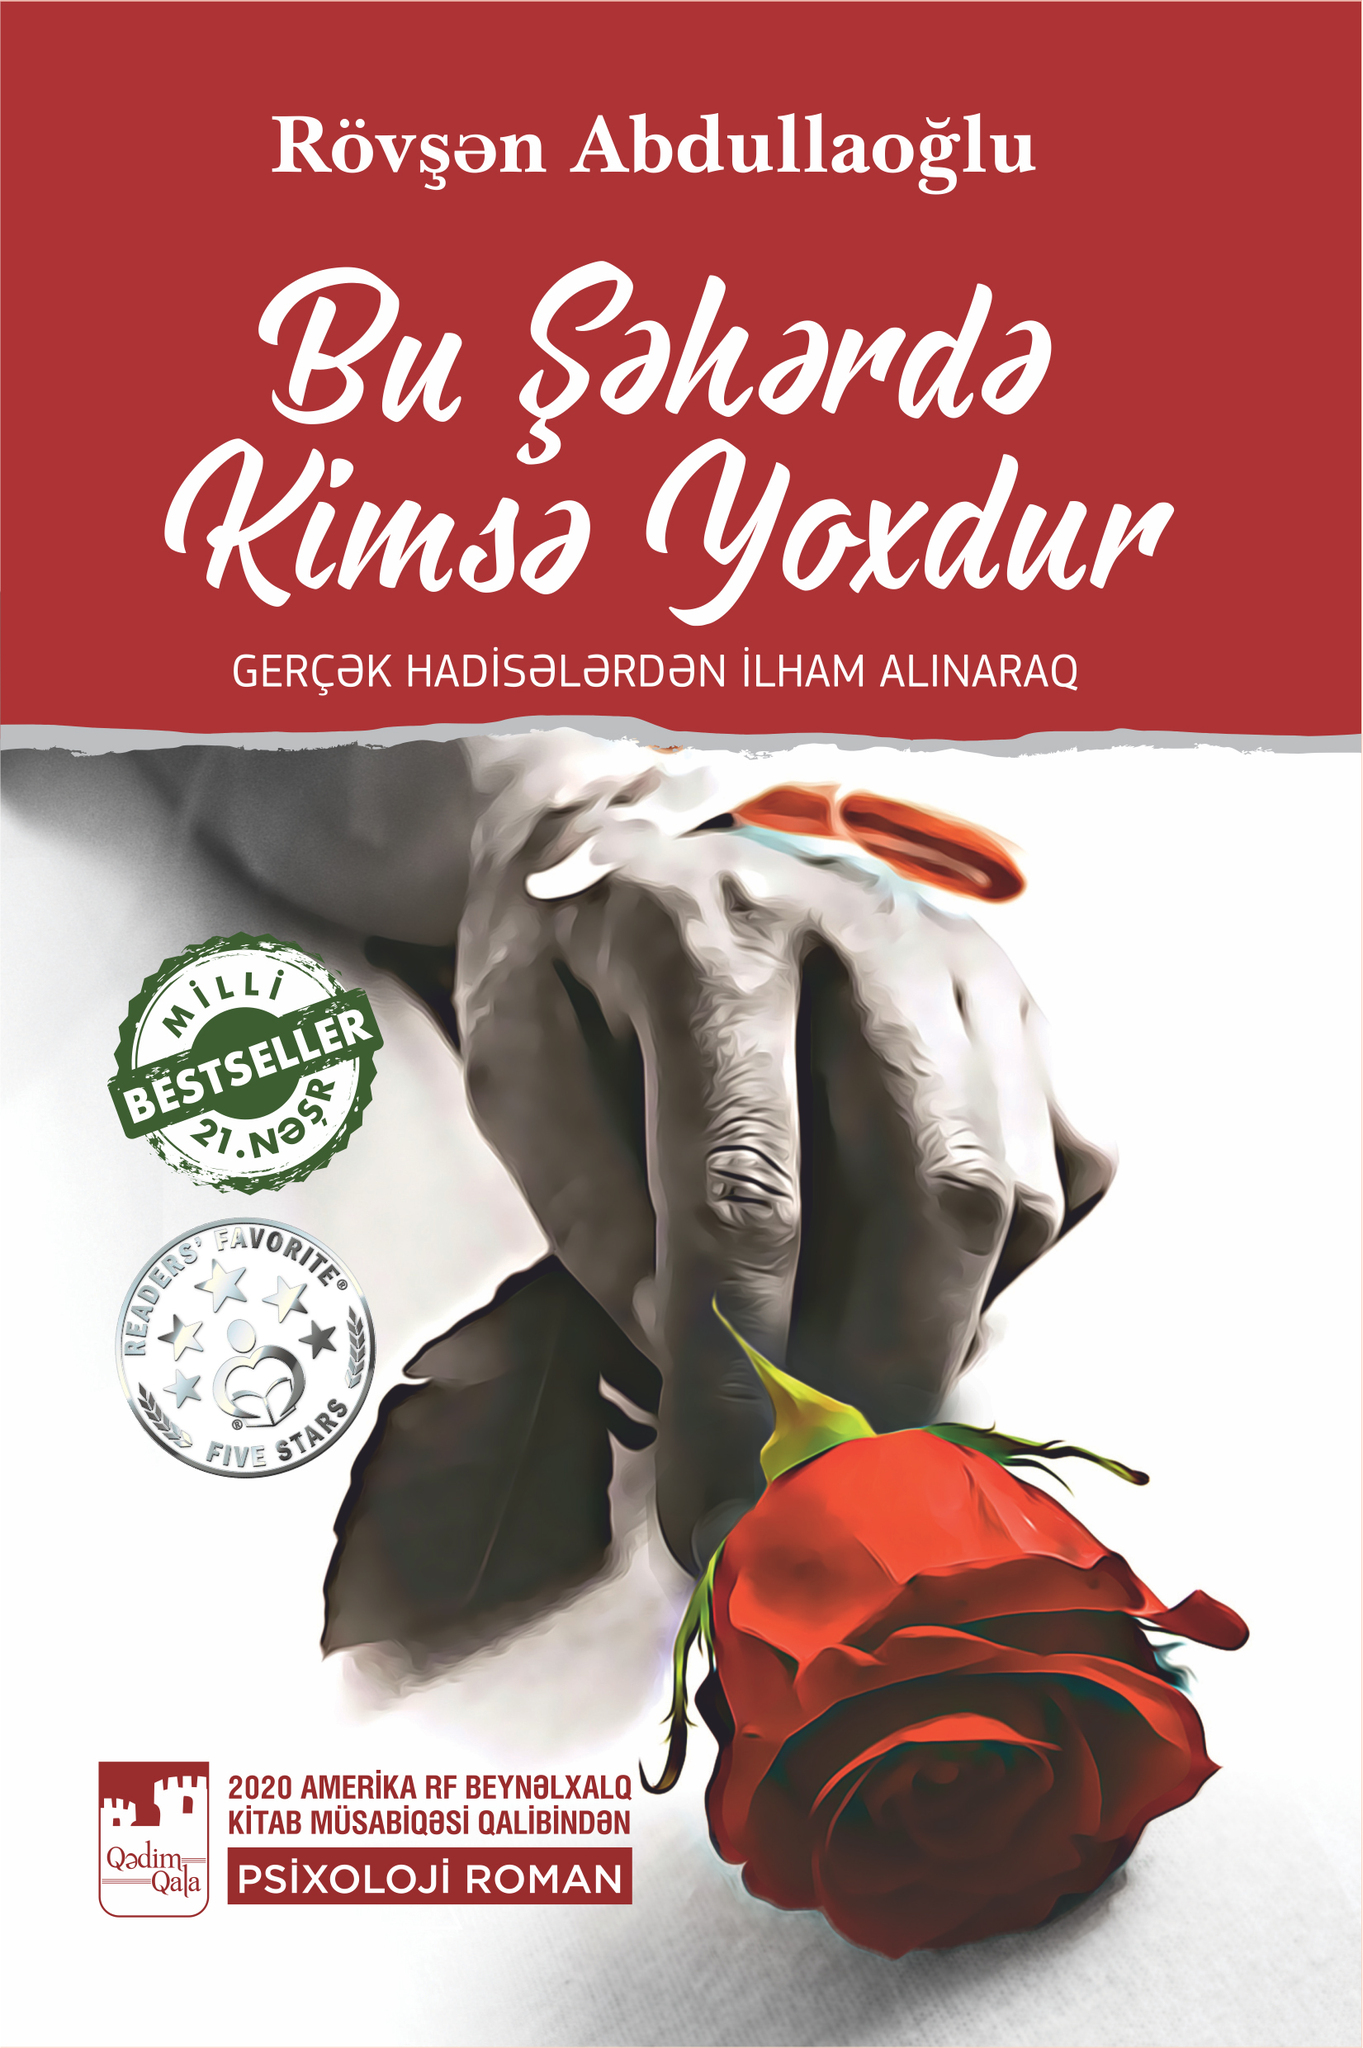 Rövşən Abdullaoğlu
Bu Şəhərdə
Kimsə Yoxdur
GERÇƏK HADİSƏLƏRDƏN İLHAM ALINARAQ
MİLLİ
BESTSELLER
21.NƏŞR
READERS' FAVORITE®
®
FIVE STARS
2020 AMERİKA RF BEYNƏLXALQ
KİTAB MÜSABİQƏSİ QALİBİNDƏN
Qədim
Qala
PSİXOLOJİ ROMAN